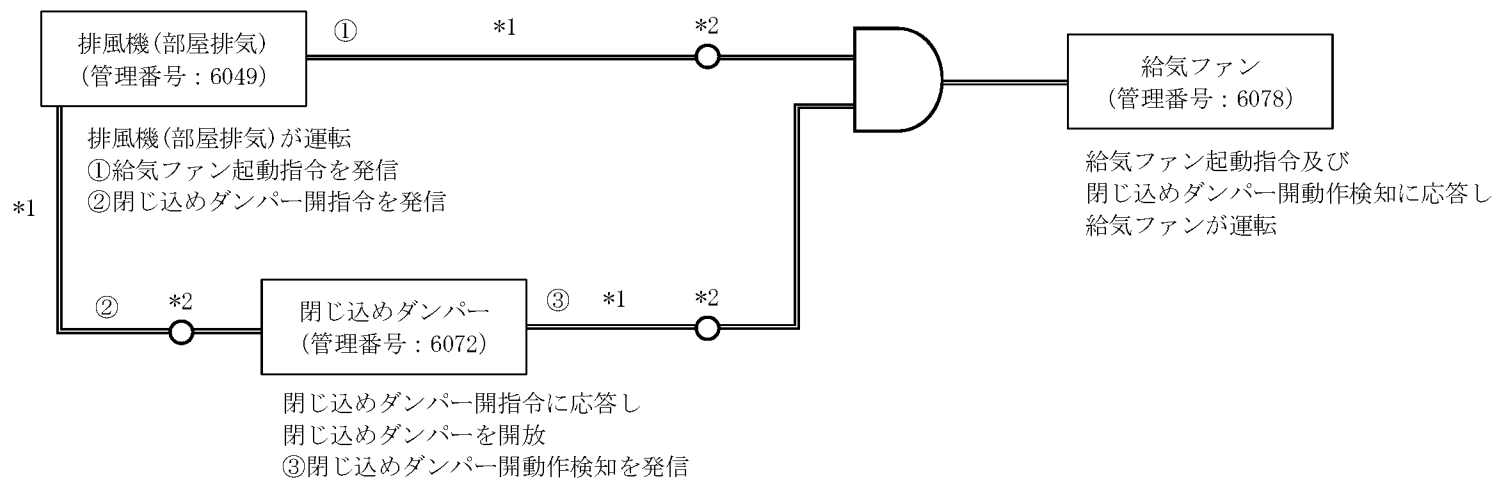 排風機(部屋排気)
(管理番号：6049)
①
*1
*2
給気ファン
(管理番号：6078)
排風機(部屋排気)が運転
①給気ファン起動指令を発信
②閉じ込めダンパー開指令を発信
給気ファン起動指令及び
閉じ込めダンパー開動作検知に応答し
給気ファンが運転
*1
②
*2
閉じ込めダンパー
(管理番号：6072)
③
*1
*2
閉じ込めダンパー開指令に応答し
閉じ込めダンパーを開放
③閉じ込めダンパー開動作検知を発信